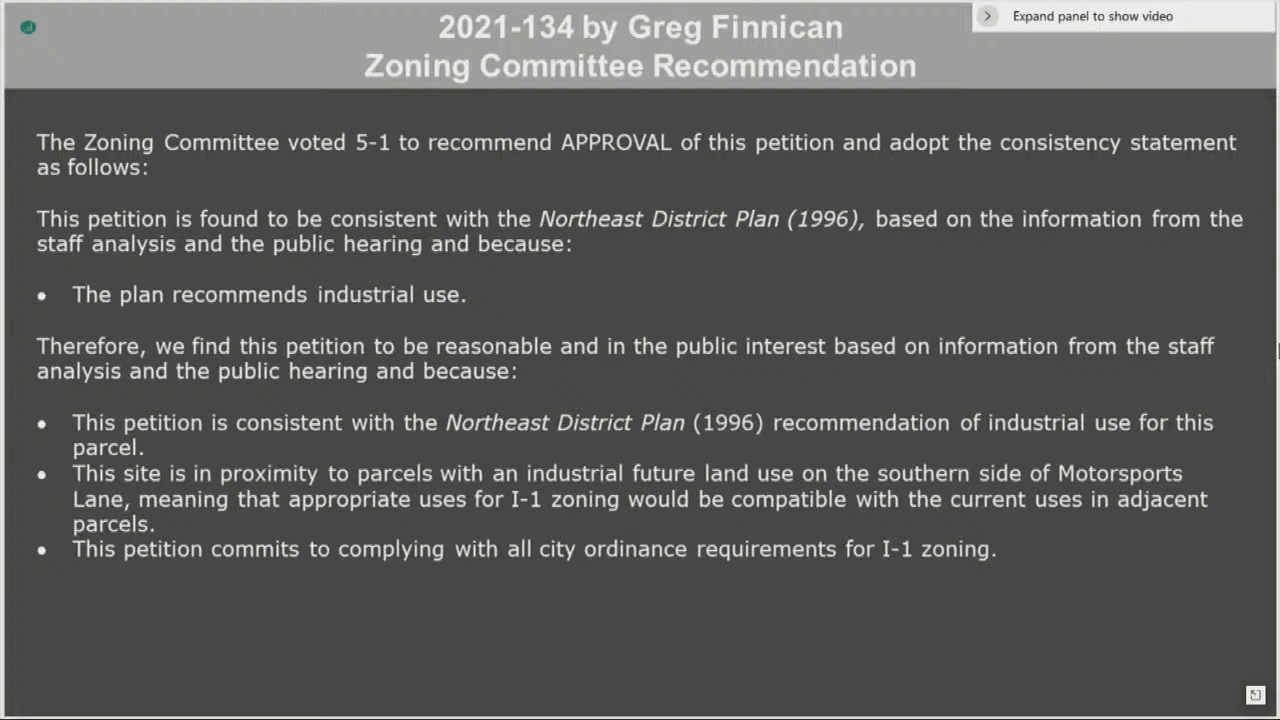 2021-134 by Greg Finnican
Expand panel to show video
Zoning Committee Recommendation
The Zoning Committee voted 5-1 to recommend APPROVAL of this petition and adopt the consistency statement
as follows:
This petition is found to be consistent with the Northeast District Plan (1996), based on the information from the
staff analysis and the public hearing and because:
• The plan recommends industrial use.
Therefore, we find this petition to be reasonable and in the public interest based on information from the staff
analysis and the public hearing and because:
• This petition is consistent with the Northeast District Plan (1996) recommendation of industrial use for this
parcel.
• This site is in proximity to parcels with an industrial future land use on the southern side of Motorsports
Lane, meaning that appropriate uses for I-1 zoning would be compatible with the current uses in adjacent
parcels.
• This petition commits to complying with all city ordinance requirements for I-1 zoning.